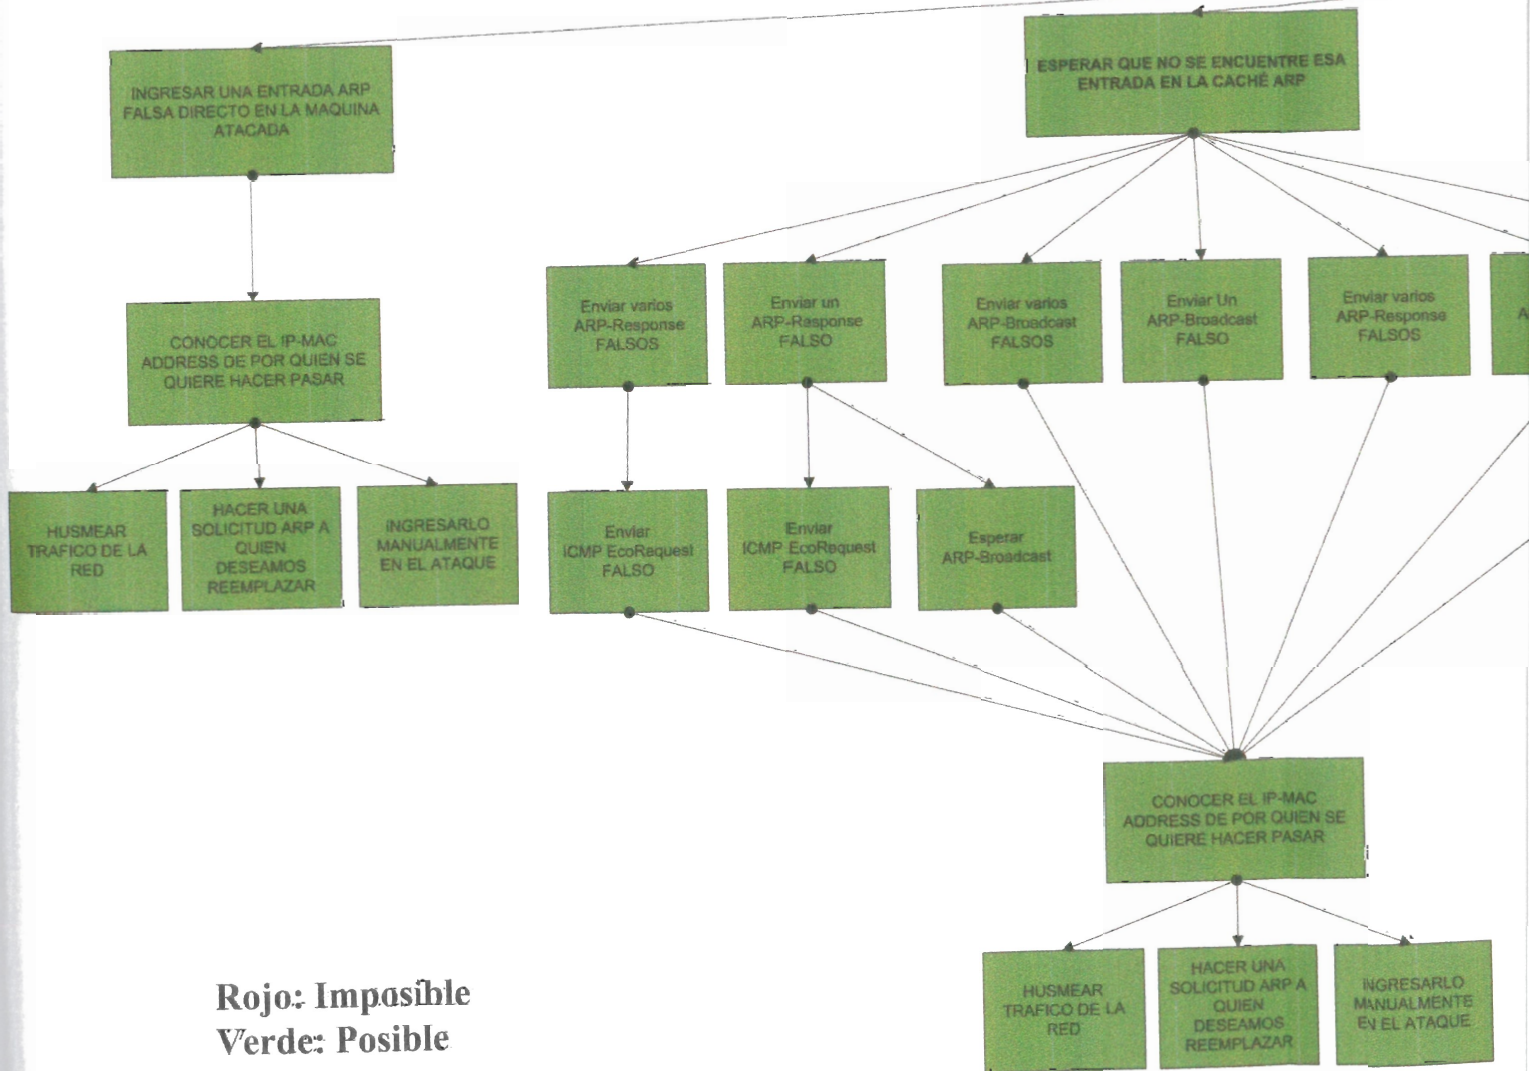 INGRESAR UNA ENTRADA ARP
FALSA DIRECTO EN LA MAQUINA
ATACADA
ESPERAR QUE NO SE ENCUENTRE ESA
ENTRADA EN LA CACHÉ ARP
CONOCER EL IP-MAC
ADDRESS DE POR QUIEN SE
QUIERE HACER PASAR
Enviar varios
ARP-Response
FALSOS
Enviar un
ARP-Response
FALSO
Enviar varios
ARP-Broadcast
FALSOS
Enviar Un
ARP-Broadcast
FALSO
Enviar varios
ARP-Response
FALSOS
A
HUSMEAR
TRAFICO DE LA
RED
HACER UNA
SOLICITUD ARP A
QUIEN
DESEAMOS
REEMPLAZAR
INGRESARLO
MANUALMENTE
EN EL ATAQUE
Enviar
ICMP EcoRequest
FALSO
Enviar
ICMP EcoRequest
FALSO
Esperar
ARP-Broadcast
CONOCER EL IP-MAC
ADDRESS DE POR QUIEN SE
QUIERE HACER PASAR
HUSMEAR
TRAFICO DE LA
RED
HACER UNA
SOLICITUD ARP A
QUIEN
DESEAMOS
REEMPLAZAR
INGRESARLO
MANUALMENTE
EN EL ATAQUE
Rojo: Imposible
Verde: Posible